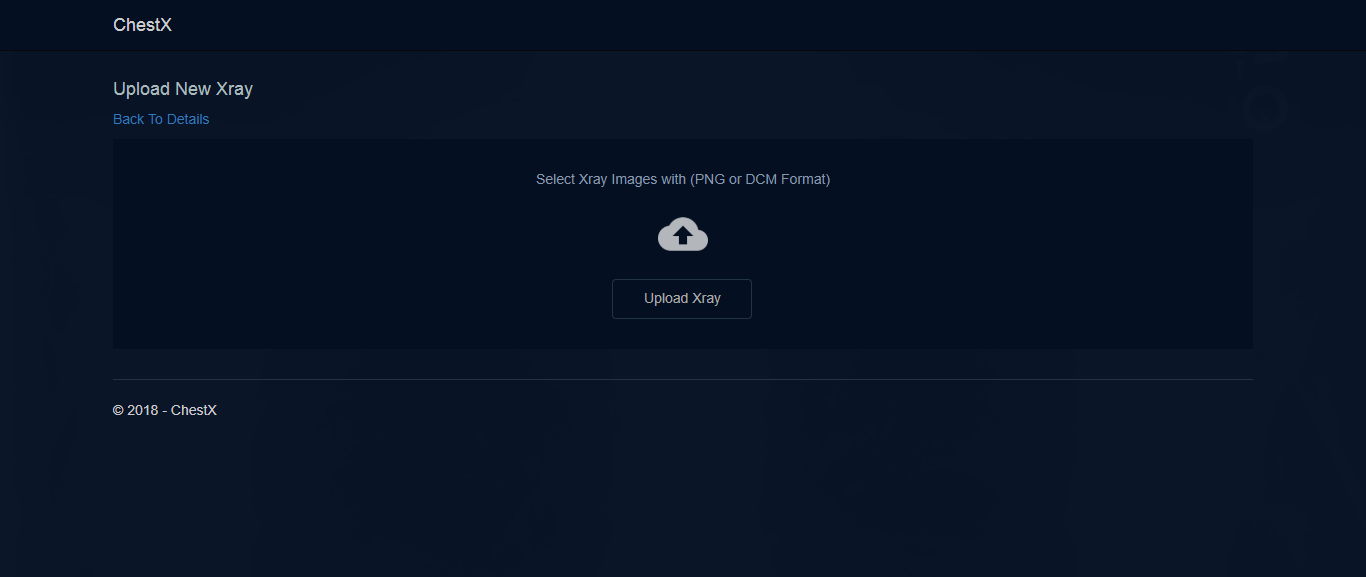 ChestX
Upload New Xray
Back To Details
Select Xray Images with (PNG or DCM Format)
Upload Xray
© 2018 - ChestX